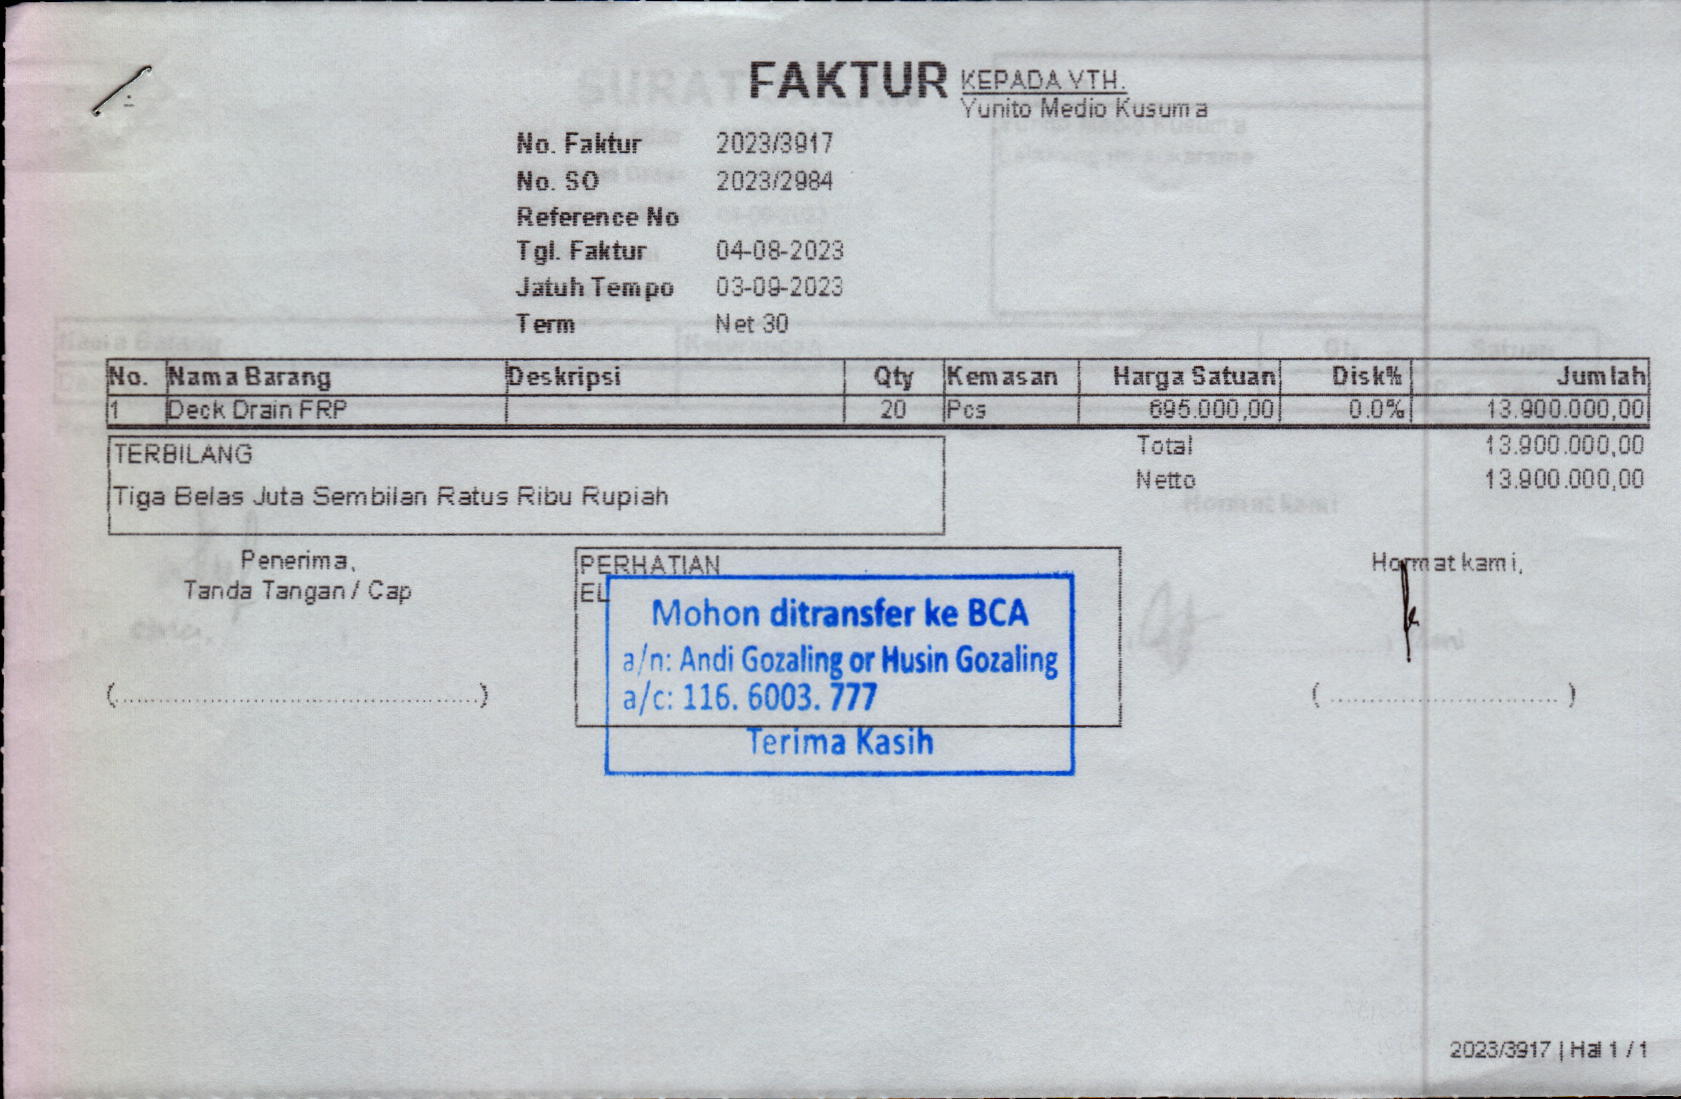 FAKTUR
KEPADA YTH.
Yunito Medio Kusuma
No. Faktur 2023/3917
No. SO 2023/2984
Reference No
Tgl. Faktur 04-08-2023
Jatuh Tempo 03-09-2023
Term Net 30
No. Nama Barang Deskripsi Qty Kemasan Harga Satuan Disk% Jumlah
1 Deck Drain FRP 20 Pcs 695.000,00 0.0% 13.900.000,00
TERBILANG
Tiga Belas Juta Sembilan Ratus Ribu Rupiah
Total 13.900.000,00
Netto 13.900.000,00
Penerima,
Tanda Tangan / Cap
(...........................................)
PERHATIAN
Mohon ditransfer ke BCA
a/n: Andi Gozaling or Husin Gozaling
a/c: 116. 6003. 777
Terima Kasih
Hormat kami,
(............................)
2023/3917 | Hal 1 / 1